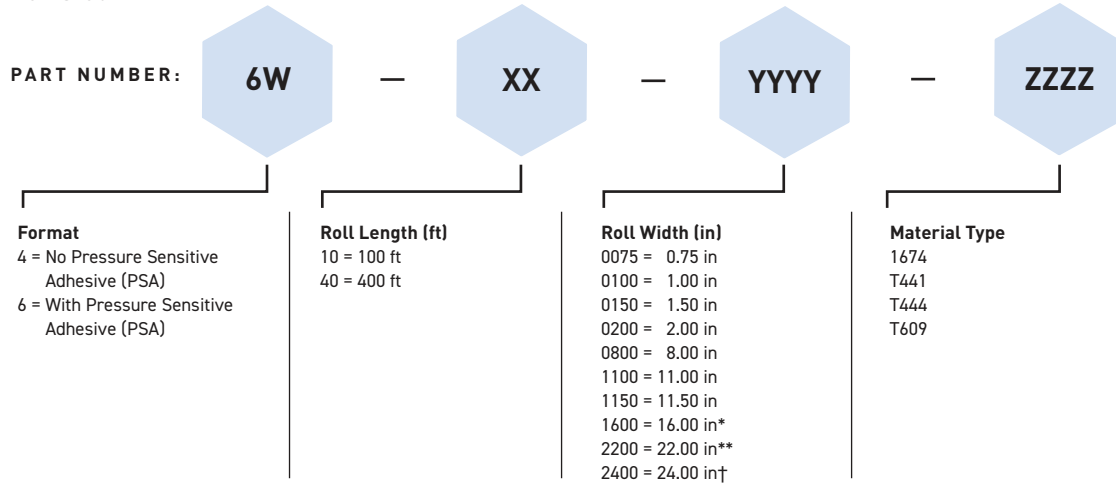 PART NUMBER:
6W — XX — YYYY — ZZZZ
Format
4 = No Pressure Sensitive
Adhesive (PSA)
6 = With Pressure Sensitive
Adhesive (PSA)
Roll Length (ft)
10 = 100 ft
40 = 400 ft
Roll Width (in)
0075 = 0.75 in
0100 = 1.00 in
0150 = 1.50 in
0200 = 2.00 in
0800 = 8.00 in
1100 = 11.00 in
1150 = 11.50 in
1600 = 16.00 in*
2200 = 22.00 in**
2400 = 24.00 in†
Material Type
1674
T441
T444
T609